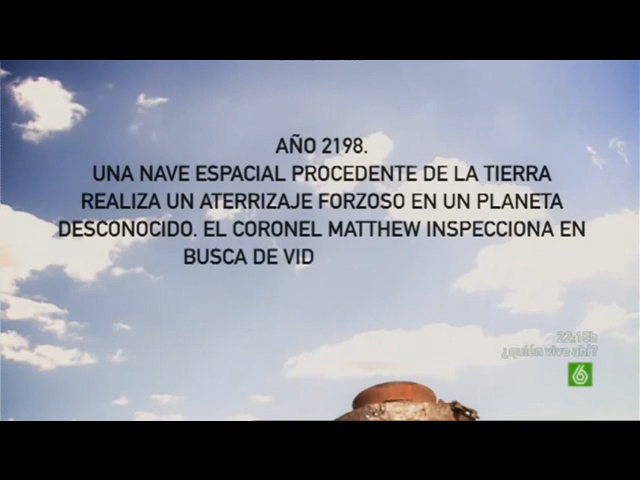 AÑO 2198.
UNA NAVE ESPACIAL PROCEDENTE DE LA TIERRA
REALIZA UN ATERRIZAJE FORZOSO EN UN PLANETA
DESCONOCIDO. EL CORONEL MATTHEW INSPECCIONA EN
BUSCA DE VID
22:15h
¿quién vive ahí?
6